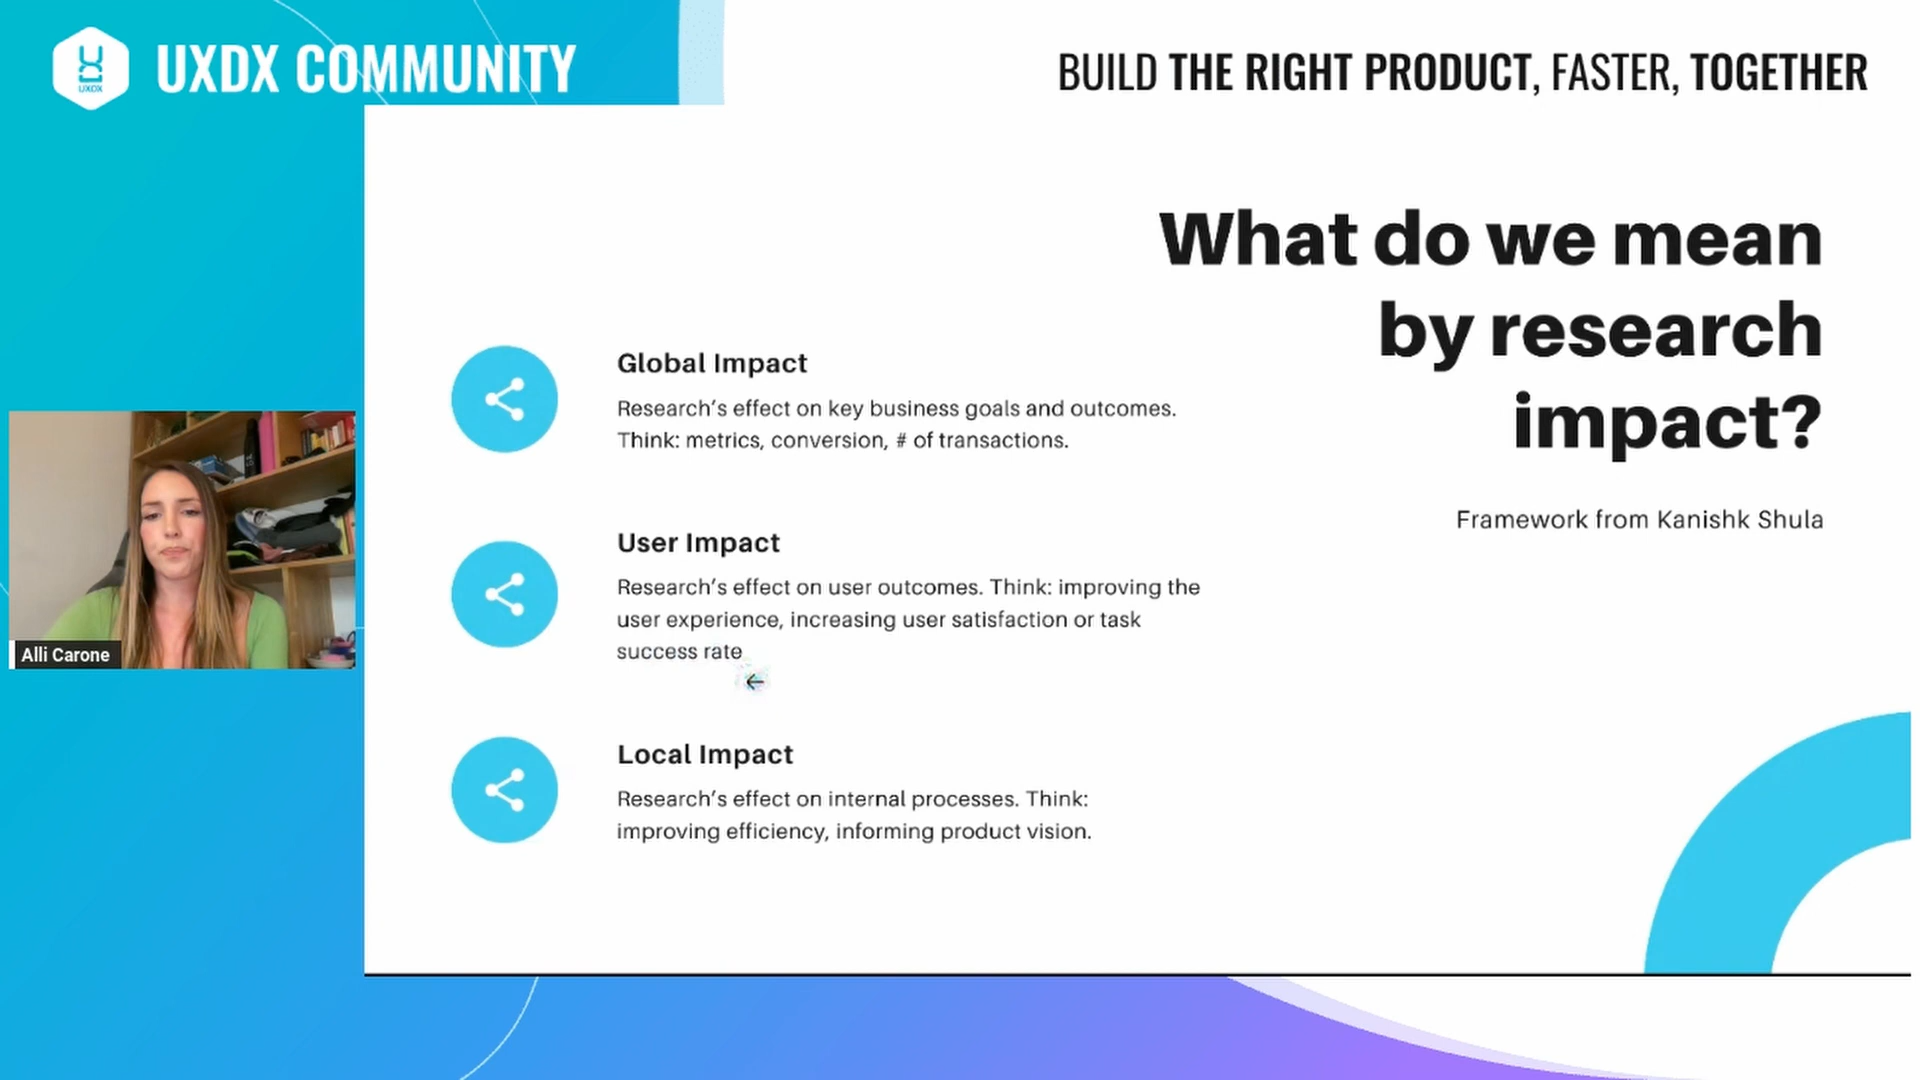 UXDX
UXDX COMMUNITY
BUILD THE RIGHT PRODUCT, FASTER, TOGETHER
What do we mean
by research
impact?
Framework from Kanishk Shula
Global Impact
Research’s effect on key business goals and outcomes.
Think: metrics, conversion, # of transactions.
User Impact
Research’s effect on user outcomes. Think: improving the
user experience, increasing user satisfaction or task
success rate
Local Impact
Research’s effect on internal processes. Think:
improving efficiency, informing product vision.
Alli Carone